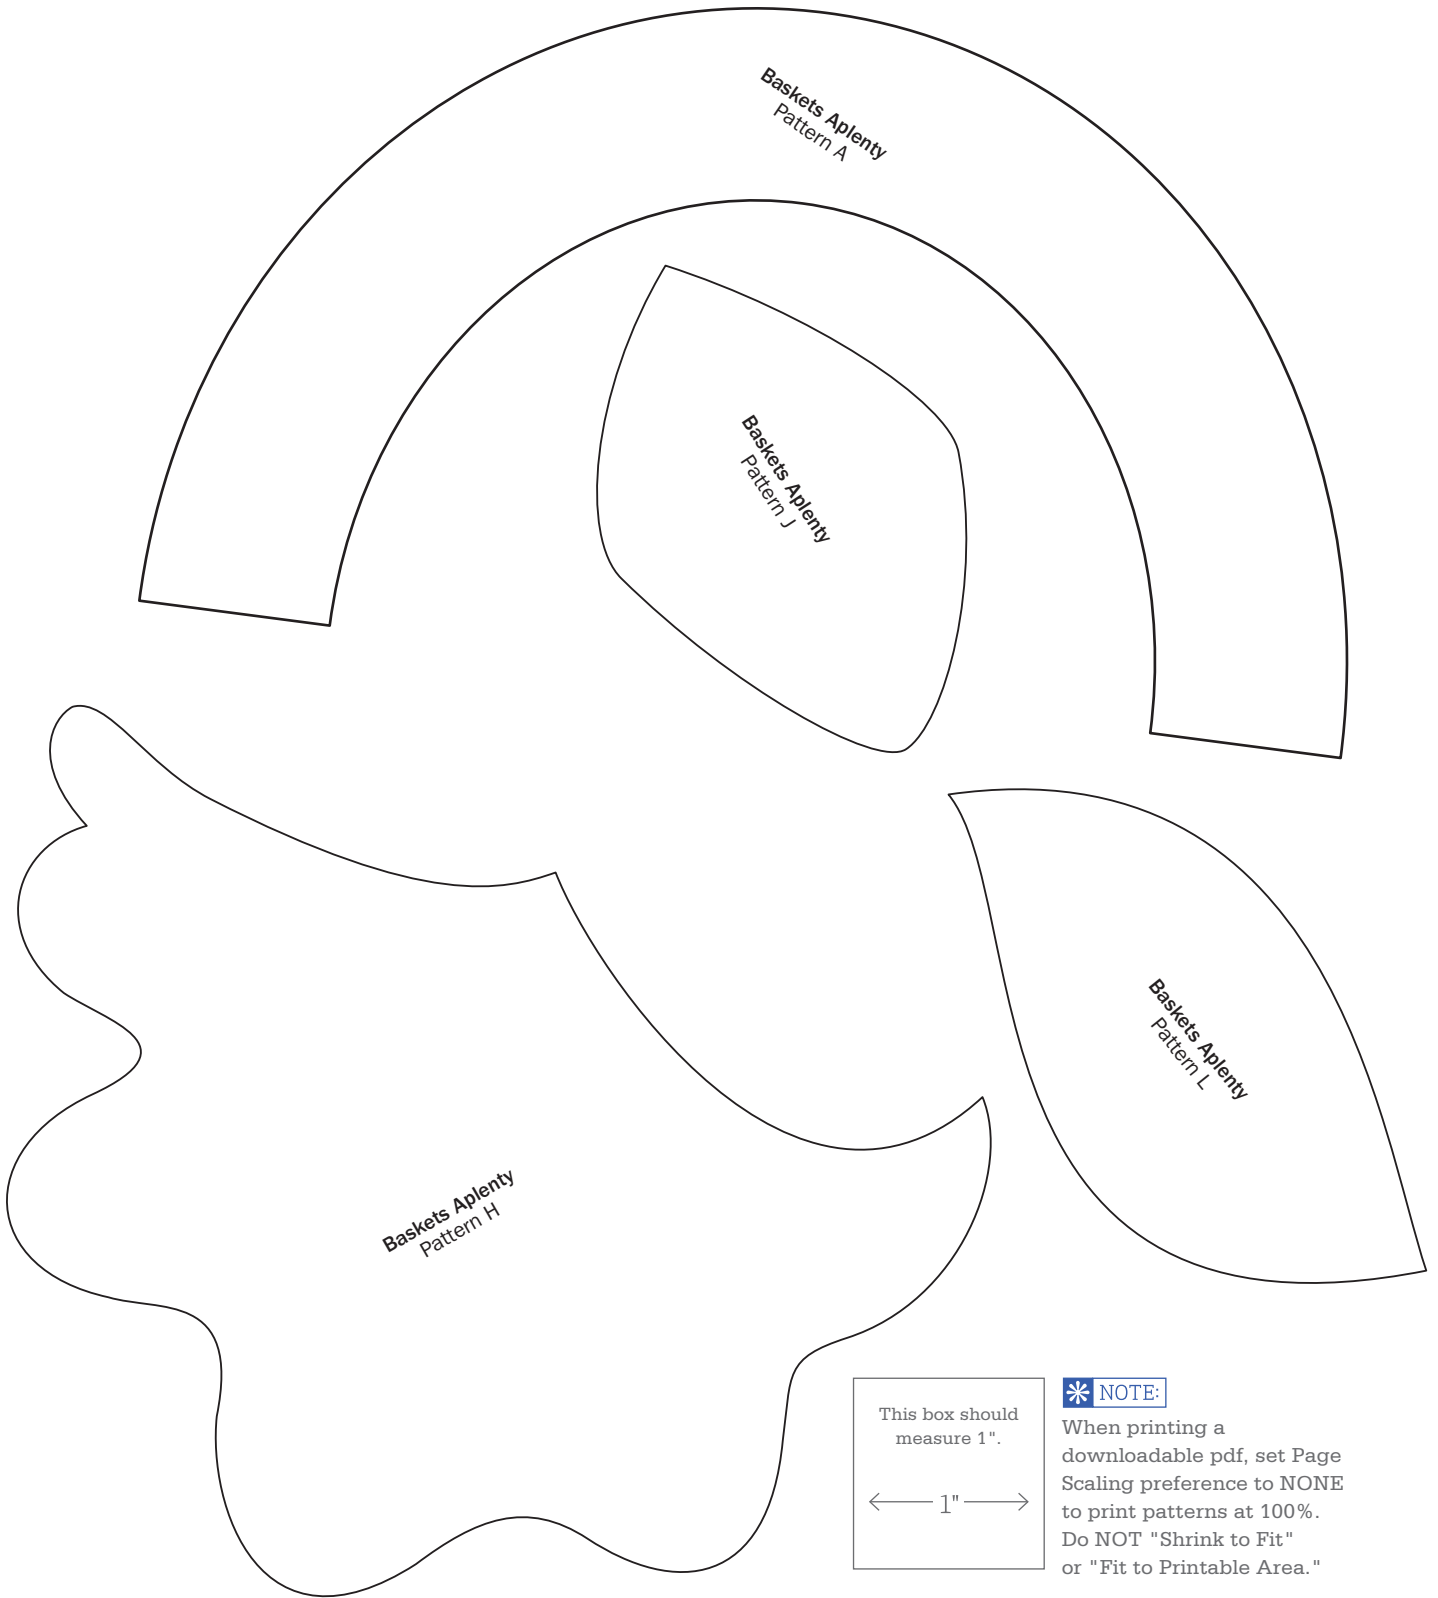 Baskets Aplenty
Pattern A
Baskets Aplenty
Pattern J
Baskets Aplenty
Pattern L
Baskets Aplenty
Pattern H
This box should
measure 1".
1"
NOTE:
When printing a
downloadable pdf, set Page
Scaling preference to NONE
to print patterns at 100%.
Do NOT "Shrink to Fit"
or "Fit to Printable Area."